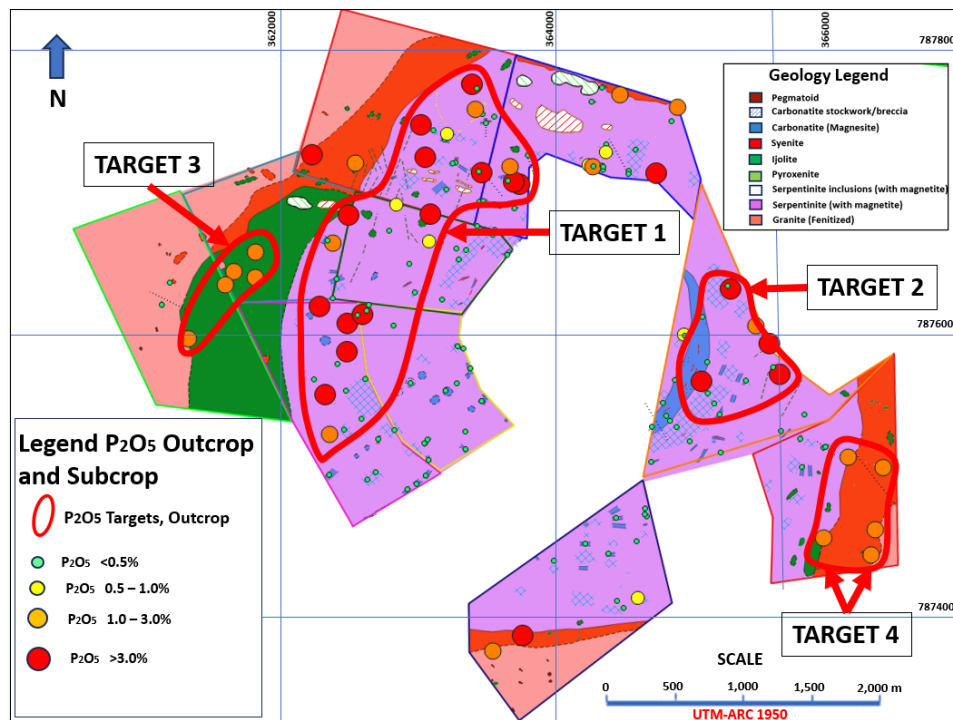 362000
364000
366000
787800
N
Geology Legend
Pegmatoid
Carbonatite stockwork/breccia
Carbonatite (Magnesite)
Syenite
Ijolite
Pyroxenite
Serpentinite inclusions (with magnetite)
Serpentinite (with magnetite)
Granite (Fenitized)
TARGET 3
TARGET 1
TARGET 2
787600
Legend P2O5 Outcrop
and Subcrop
P2O5 Targets, Outcrop
P2O5 <0.5%
P2O5 0.5 – 1.0%
P2O5 1.0 – 3.0%
P2O5 >3.0%
787400
TARGET 4
SCALE
0 500 1,000 1,500 2,000 m
UTM-ARC 1950